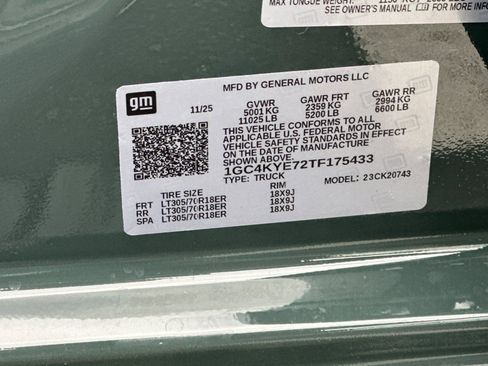 MAX TONGUE WEIGHT:
SEE OWNER'S MANUAL FOR MORE INFORMATION
MFD BY GENERAL MOTORS LLC
gm
11/25 GVWR GAWR FRT GAWR RR
5001 KG 2359 KG 2994 KG
11025 LB 5200 LB 6600 LB
THIS VEHICLE CONFORMS TO ALL
APPLICABLE U.S. FEDERAL MOTOR
VEHICLE SAFETY STANDARDS IN EFFECT
ON THE DATE OF MANUFACTURE
SHOWN ABOVE.
1GC4KYE72TF175433
TYPE: TRUCK MODEL: 23CK20743
TIRE SIZE RIM
FRT LT305/70R18ER 18X9J
RR LT305/70R18ER 18X9J
SPA LT305/70R18ER 18X9J